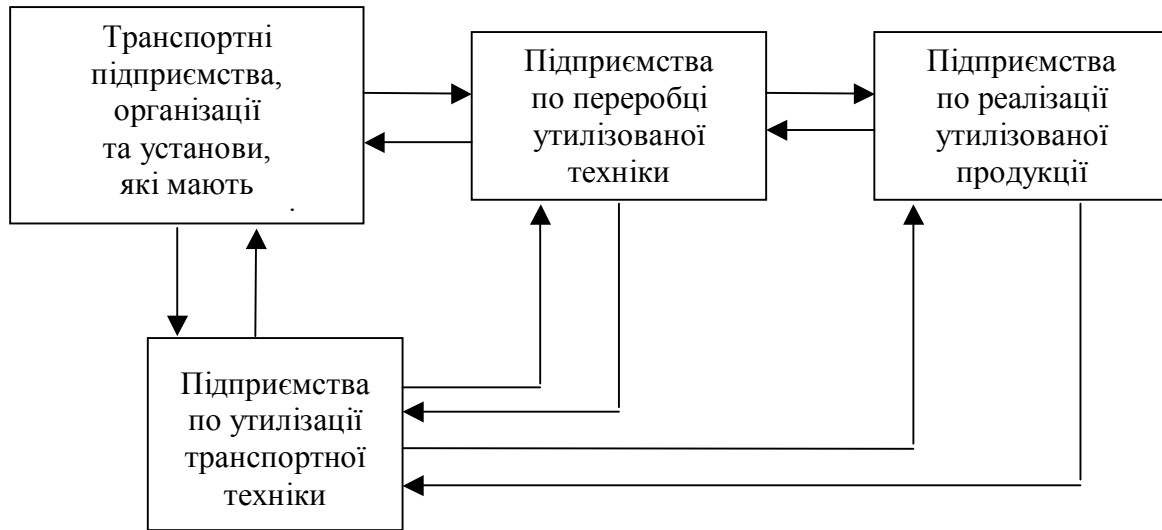 Транспортні
підприємства,
організації
та установи,
які мають
Підприємства
по переробці
утилізованої
техніки
Підприємства
по реалізації
утилізованої
продукції
Підприємства
по утилізації
транспортної
техніки